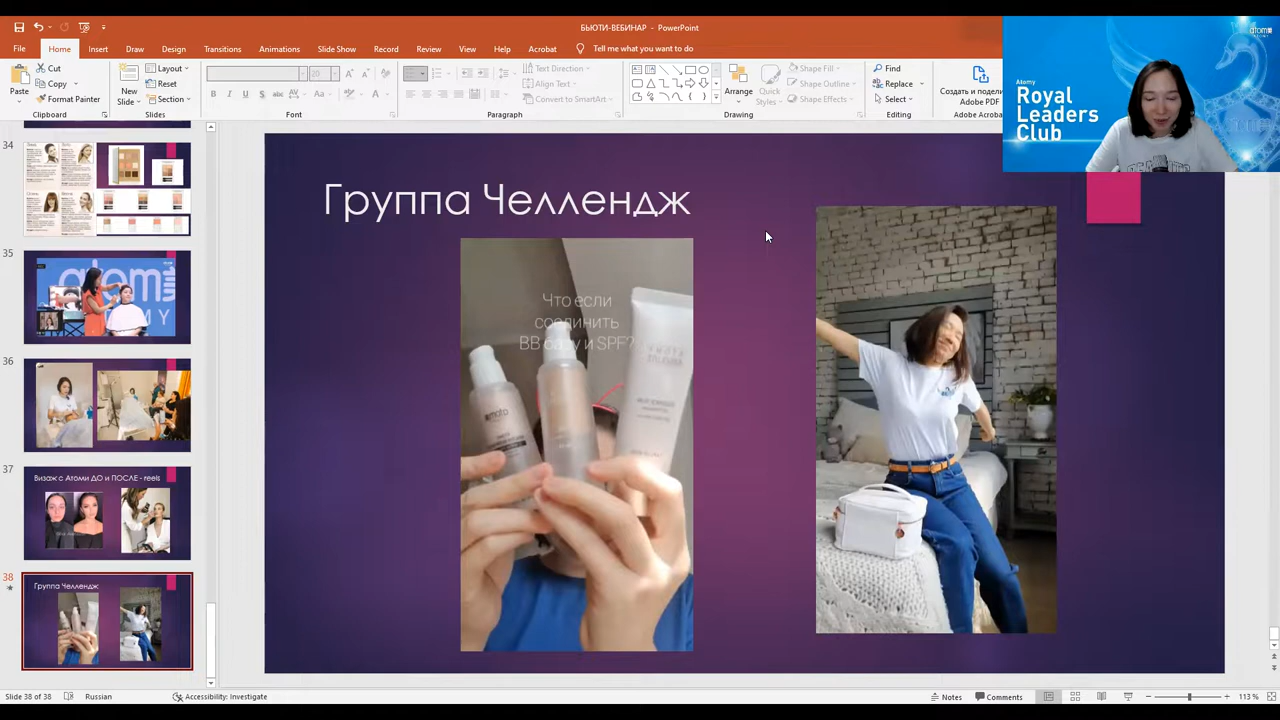 БЬЮТИ-ВЕБИНАР - PowerPoint
File Home Insert Draw Design Transitions Animations Slide Show Record Review View Help Acrobat Tell me what you want to do
Paste
Cut
Copy
Format Painter
Clipboard
New
Slide
Layout
Reset
Section
Slides
20
Font
Text Direction
Align Text
Convert to SmartArt
Paragraph
Arrange
Quick
Styles
Shape Fill
Shape Outline
Shape Effects
Drawing
Find
Replace
Select
Editing
Создать и подели
Adobe PDF
Adobe Acroba
Atomy
Royal
Leaders
Club
34
35
36
37
Визаж с Атоми ДО и ПОСЛЕ - reels
38
Группа Челлендж
Группа Челлендж
Что если
соединить
BB базу и SPF?
Slide 38 of 38 Russian Accessibility: Investigate Notes Comments 113 %